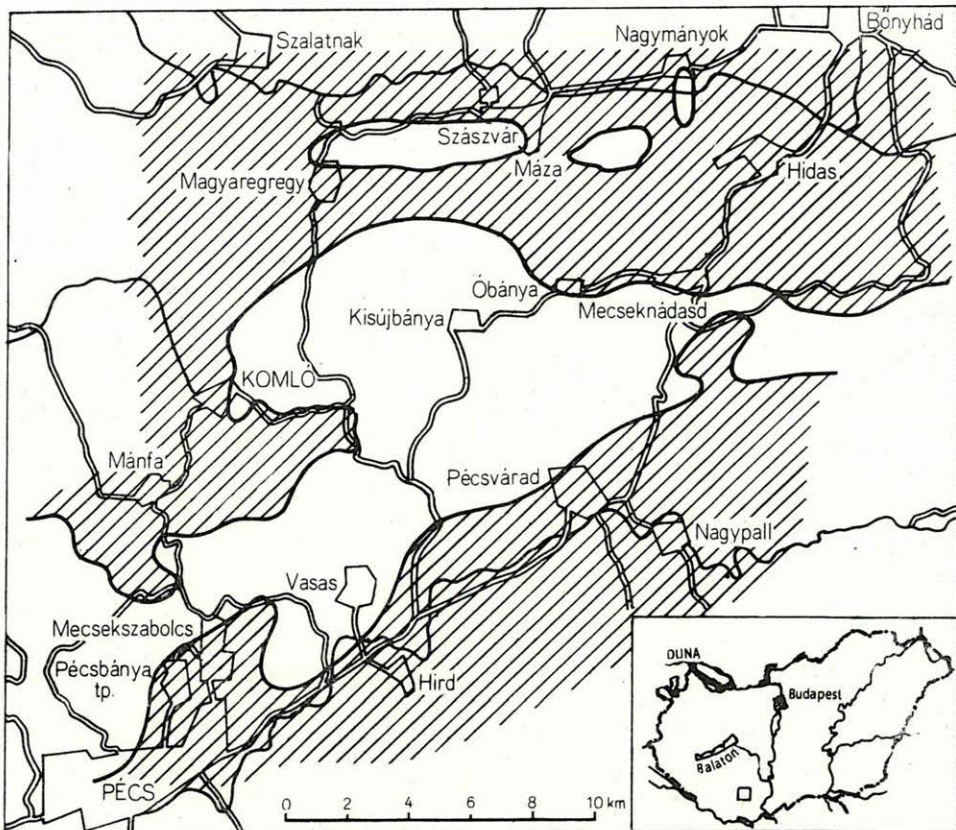 Bonyhád
Nagymányok
Szalatnak
Szászvár
Máza
Hidas
Magyaregregy
Óbánya
Kisújbánya
Mecseknádasd
KOMLÓ
Mánfa
Pécsvárad
Nagypall
Vasas
Mecsekszabolcs
Pécsbánya
tp.
Hird
PÉCS
0 2 4 6 8 10 km
DUNA
Budapest
Balaton